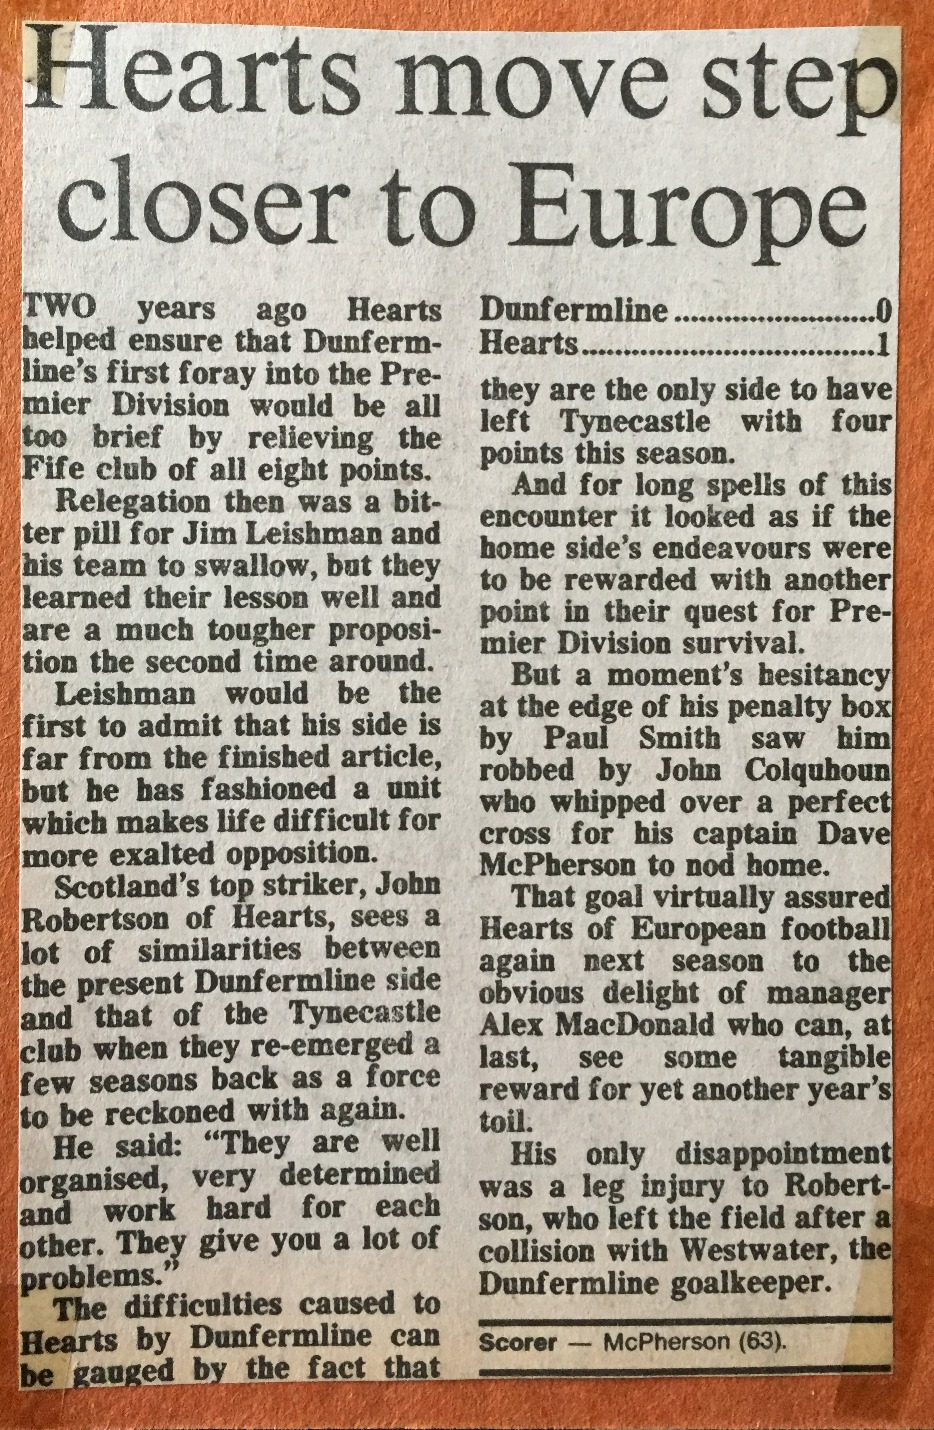 Hearts move step
closer to Europe
TWO years ago Hearts
helped ensure that Dunferm-
line's first foray into the Pre-
mier Division would be all
too brief by relieving the
Fife club of all eight points.
Relegation then was a bit-
ter pill for Jim Leishman and
his team to swallow, but they
learned their lesson well and
are a much tougher proposi-
tion the second time around.
Leishman would be the
first to admit that his side is
far from the finished article,
but he has fashioned a unit
which makes life difficult for
more exalted opposition.
Scotland's top striker, John
Robertson of Hearts, sees a
lot of similarities between
the present Dunfermline side
and that of the Tynecastle
club when they re-emerged a
few seasons back as a force
to be reckoned with again.
He said: “They are well
organised, very determined
and work hard for each
other. They give you a lot of
problems.”
The difficulties caused to
Hearts by Dunfermline can
be gauged by the fact that
Dunfermline........................0
Hearts...................................1
they are the only side to have
left Tynecastle with four
points this season.
And for long spells of this
encounter it looked as if the
home side's endeavours were
to be rewarded with another
point in their quest for Pre-
mier Division survival.
But a moment's hesitancy
at the edge of his penalty box
by Paul Smith saw him
robbed by John Colquhoun
who whipped over a perfect
cross for his captain Dave
McPherson to nod home.
That goal virtually assured
Hearts of European football
again next season to the
obvious delight of manager
Alex MacDonald who can, at
last, see some tangible
reward for yet another year's
toil.
His only disappointment
was a leg injury to Robert-
son, who left the field after a
collision with Westwater, the
Dunfermline goalkeeper.
Scorer — McPherson (63).